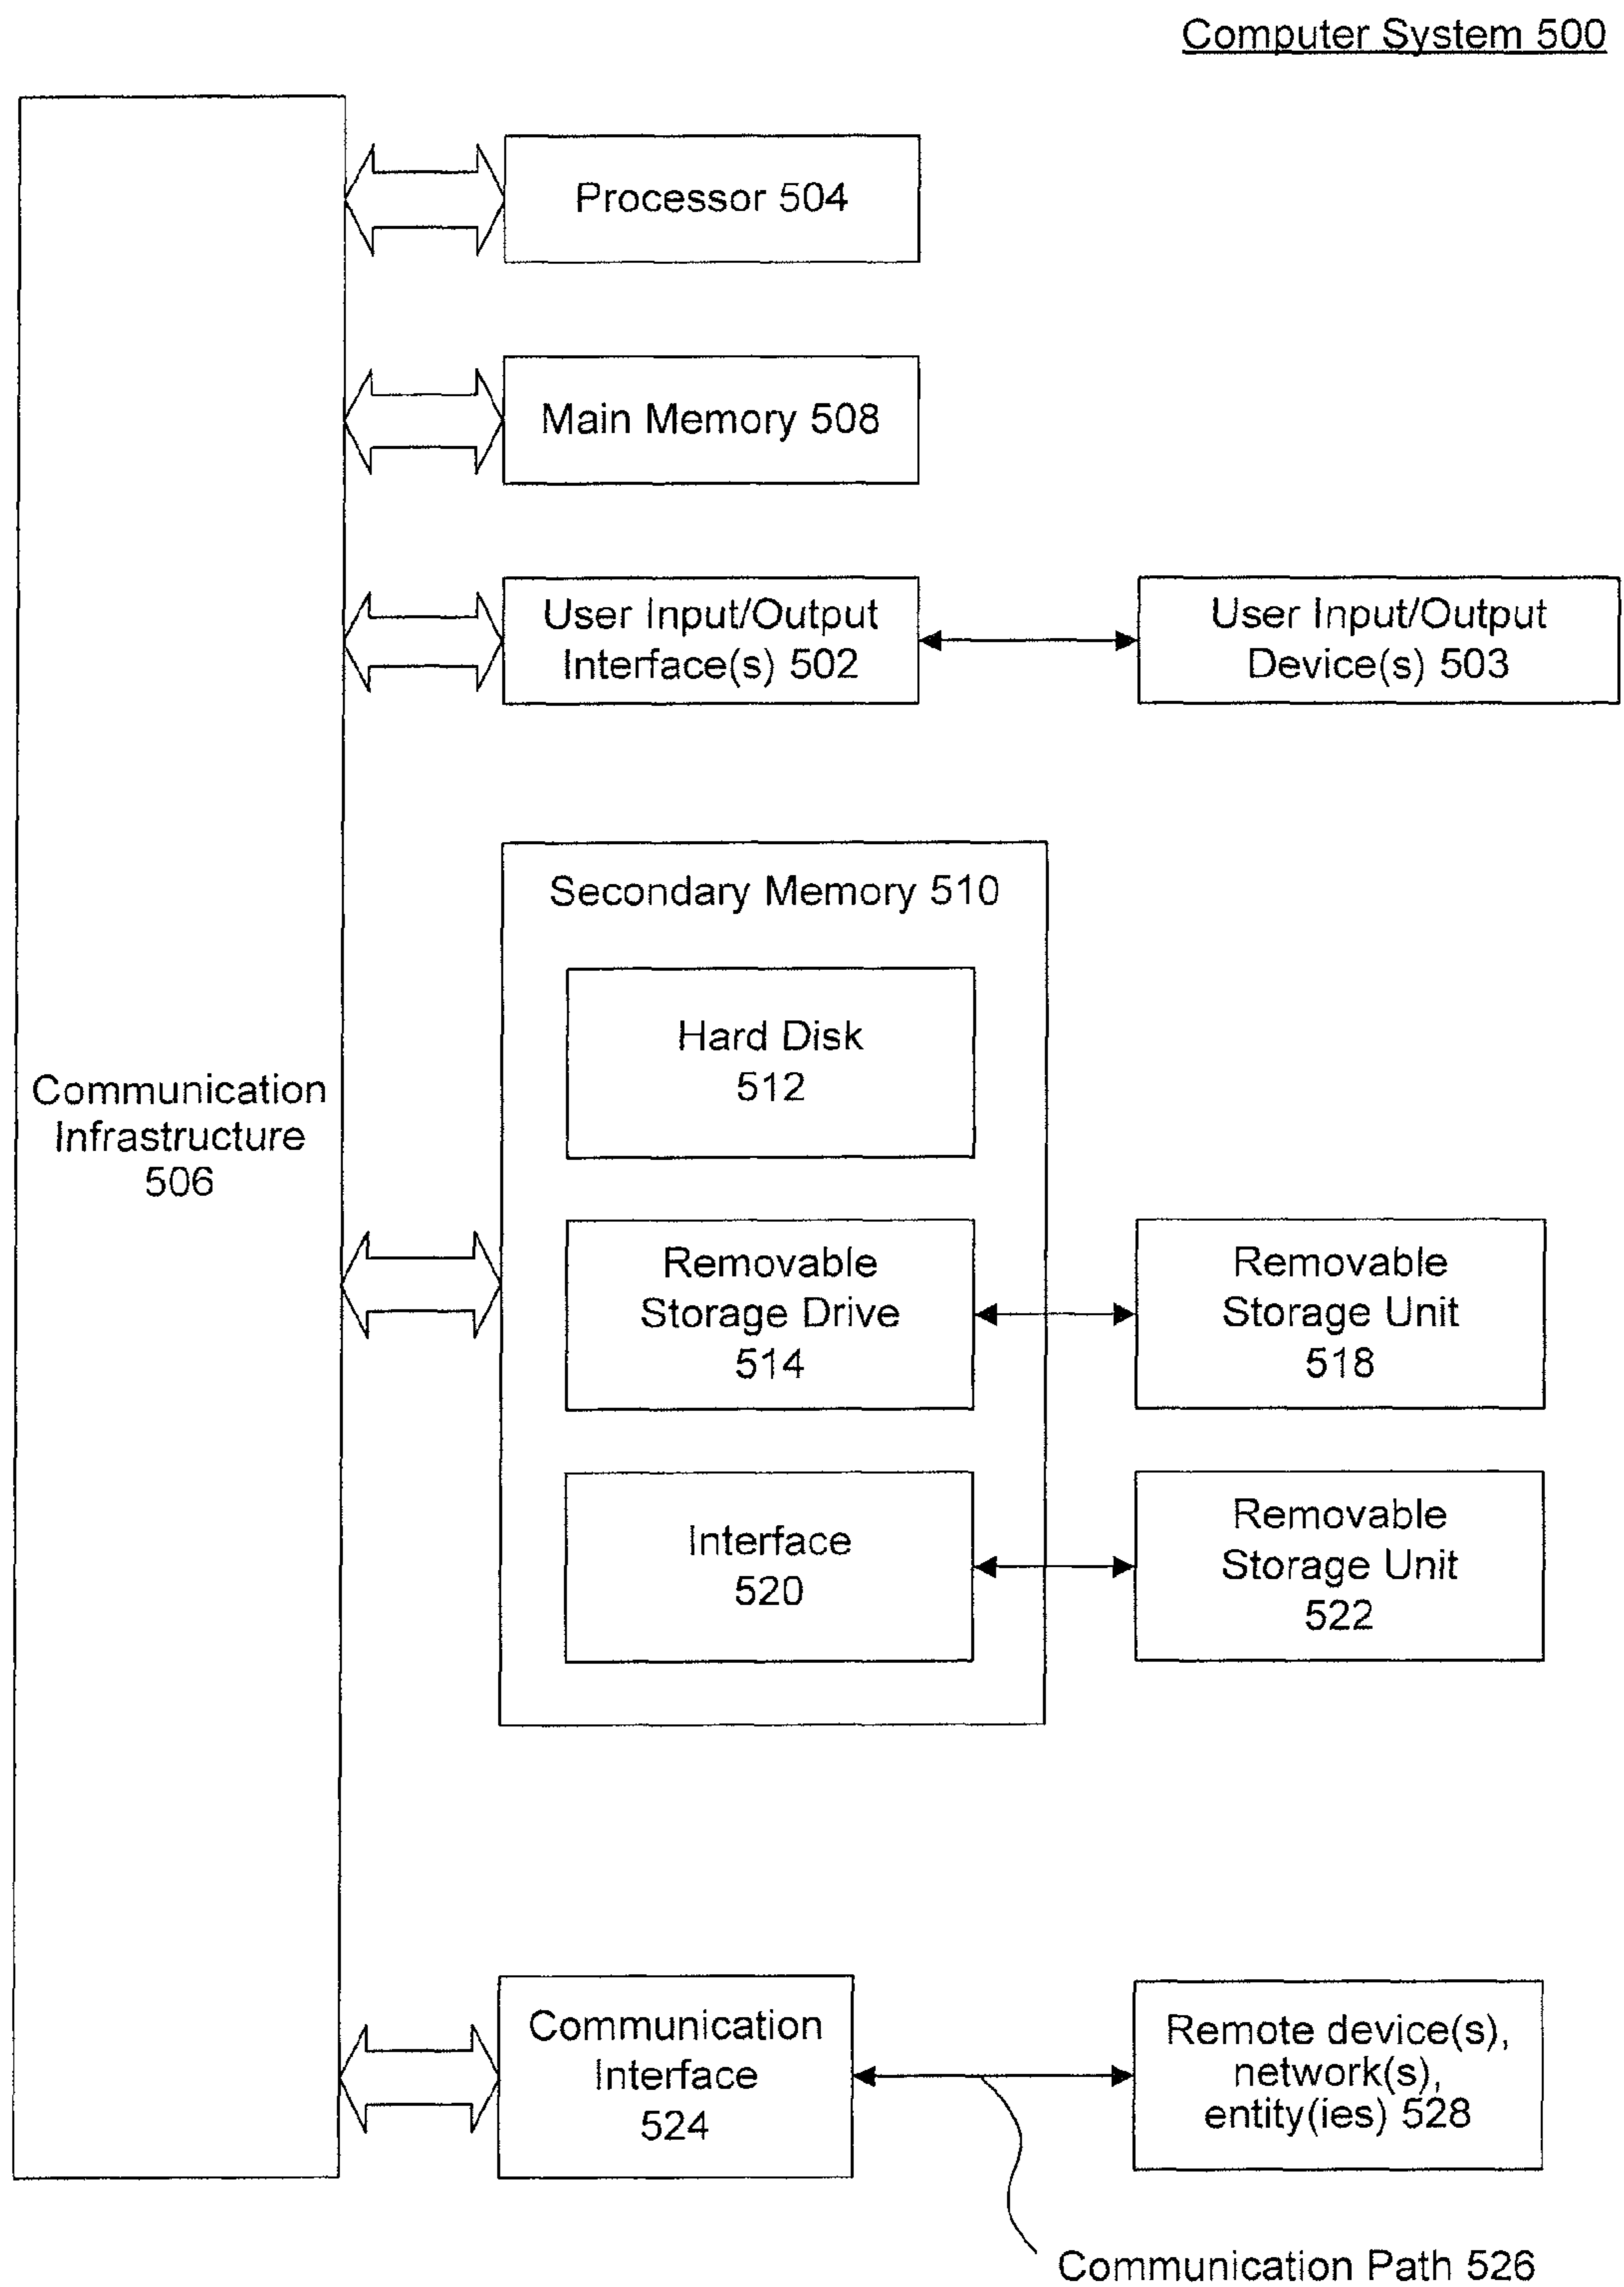 Computer System 500
Processor 504
Main Memory 508
User Input/Output
Interface(s) 502
User Input/Output
Device(s) 503
Secondary Memory 510
Hard Disk
512
Communication
Infrastructure
506
Removable
Storage Drive
514
Removable
Storage Unit
518
Interface
520
Removable
Storage Unit
522
Communication
Interface
524
Remote device(s),
network(s),
entity(ies) 528
Communication Path 526